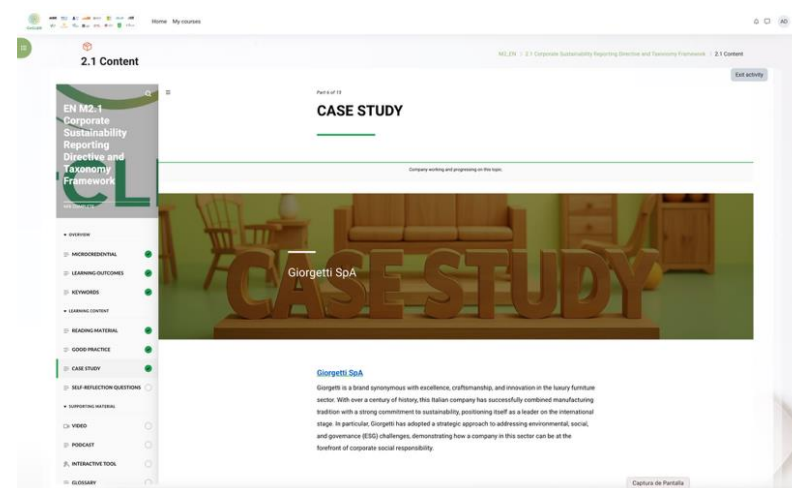 Home My courses
AD
2.1 Content
NO_EN
2.1 Corporate Sustainability Reporting Directive and Taxonomy Framework
2.1 Content
Exit activity
EN M2.1
Corporate
Sustainability
Reporting
Directive and
Taxonomy
Framework
OVERVIEW
MICROCREDENTIAL
LEARNING OUTCOMES
KEYWORDS
LEARNING CONTENT
READING MATERIAL
GOOD PRACTICE
CASE STUDY
SELF-REFLECTION QUESTIONS
SUPPORTING MATERIAL
VIDEO
PODCAST
INTERACTIVE TOOL
GLOSSARY
Part 6 of 13
CASE STUDY
Company working and progressing on this topic.
CASE STUDY
Giorgetti SpA
Giorgetti SpA
Giorgetti is a brand synonymous with excellence, craftsmanship, and innovation in the luxury furniture
sector. With over a century of history, this Italian company has successfully combined manufacturing
tradition with a strong commitment to sustainability, positioning itself as a leader on the international
stage. In particular, Giorgetti has adopted a strategic approach to addressing environmental, social,
and governance (ESG) challenges, demonstrating how a company in this sector can be at the
forefront of corporate social responsibility.
Captura de Pantalla